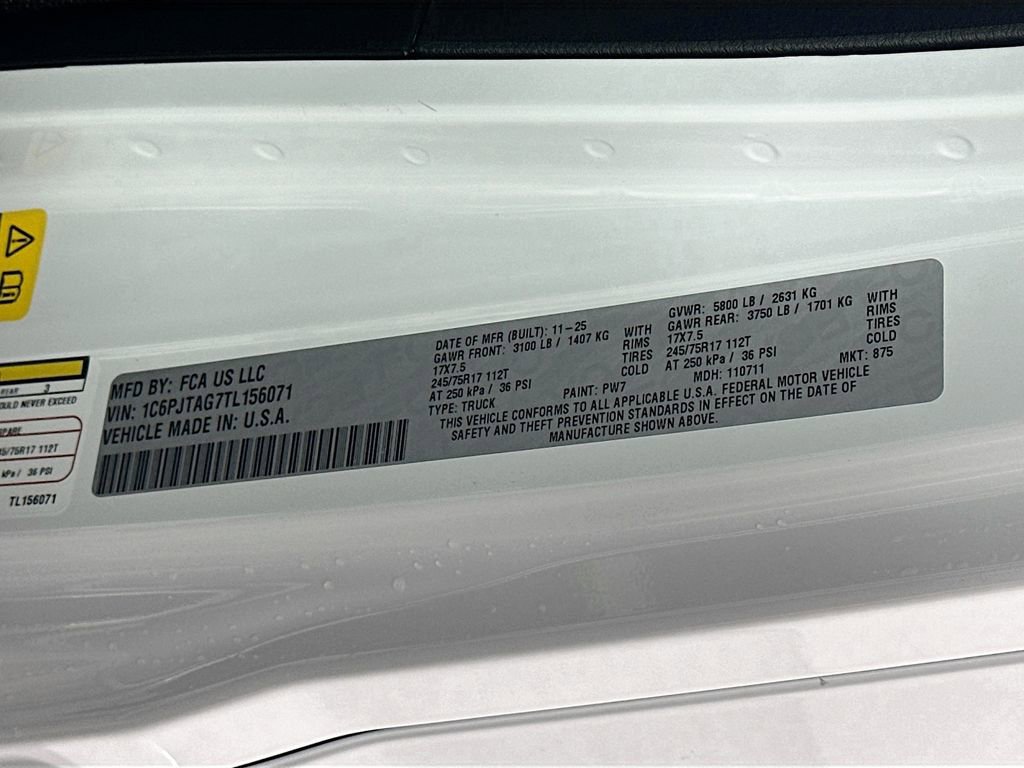 MFD BY: FCA US LLC
VIN: 1C6PJTAG7TL156071
VEHICLE MADE IN: U.S.A.
DATE OF MFR (BUILT): 11-25
GAWR FRONT: 3100 LB / 1407 KG WITH
17X7.5 RIMS
245/75R17 112T TIRES
AT 250 kPa / 36 PSI COLD
TYPE: TRUCK PAINT: PW7
GVWR: 5800 LB / 2631 KG
GAWR REAR: 3750 LB / 1701 KG WITH
17X7.5 RIMS
245/75R17 112T TIRES
AT 250 kPa / 36 PSI COLD
MDH: 110711 MKT: 875
THIS VEHICLE CONFORMS TO ALL APPLICABLE U.S.A. FEDERAL MOTOR VEHICLE
SAFETY AND THEFT PREVENTION STANDARDS IN EFFECT ON THE DATE OF
MANUFACTURE SHOWN ABOVE.
REAR 3
NEVER EXCEED
/75R17 112T
kPa / 36 PSI
TL156071